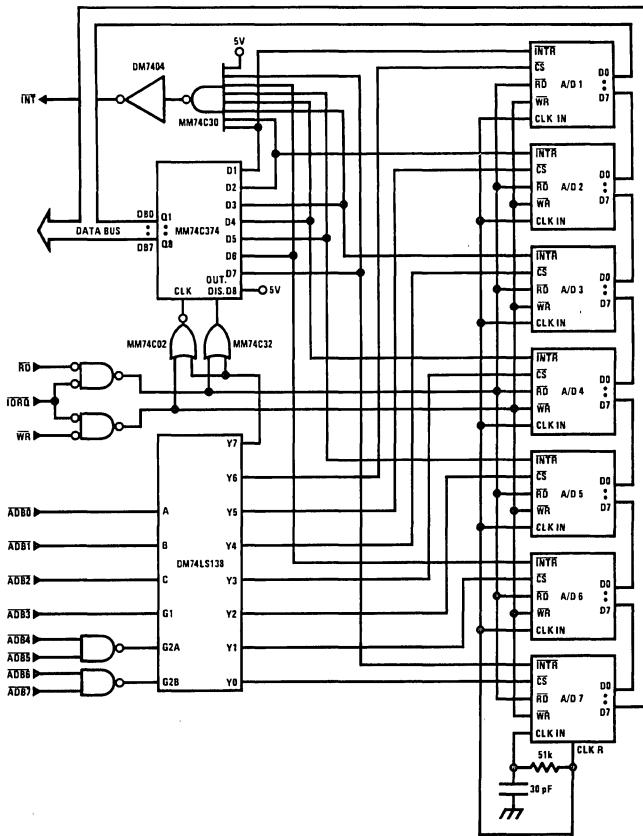 5V
DM7404
INT
MM74C30
INTR
CS
RD A/D 1
WR
CLK IN
D0
D7
INTR
CS
RD A/D 2
WR
CLK IN
D0
D7
INTR
CS
RD A/D 3
WR
CLK IN
D0
D7
INTR
CS
RD A/D 4
WR
CLK IN
D0
D7
INTR
CS
RD A/D 5
WR
CLK IN
D0
D7
INTR
CS
RD A/D 6
WR
CLK IN
D0
D7
INTR
CS
RD A/D 7
WR
CLK IN
D0
D7
CLK R
51k
30 pF
DATA BUS
DB0
DB7
Q1
Q8
MM74C374
D1
D2
D3
D4
D5
D6
D7
OUT.
CLK DIS. D8
5V
MM74C02
MM74C32
RD
IORQ
WR
ADB0
ADB1
ADB2
ADB3
ADB4
ADB5
ADB6
ADB7
A
B
C
G1
G2A
G2B
DM74LS138
Y7
Y6
Y5
Y4
Y3
Y2
Y1
Y0